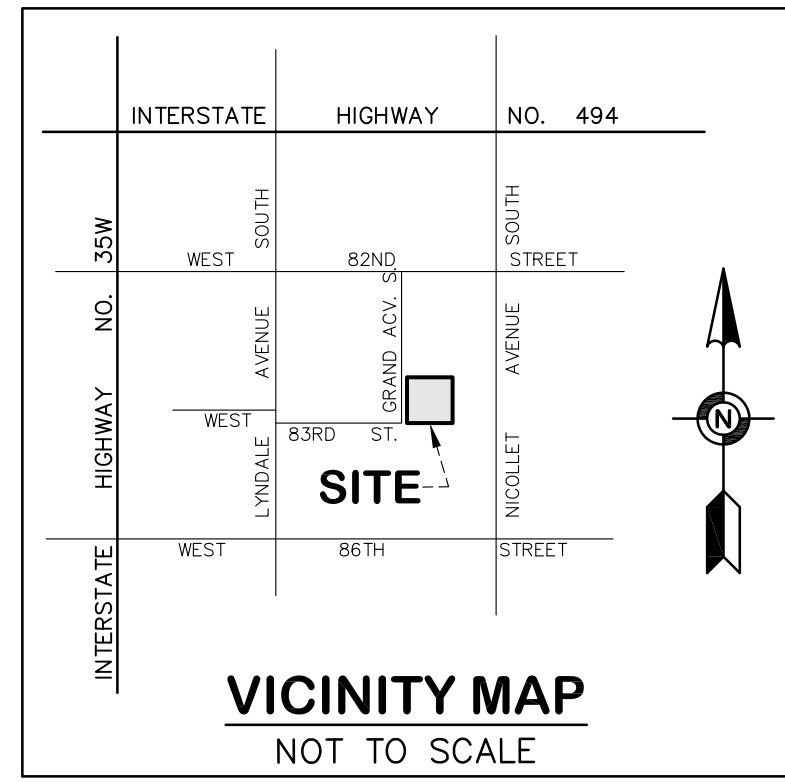 INTERSTATE HIGHWAY NO. 494
INTERSTATE HIGHWAY NO. 35W
LYNDALE AVENUE SOUTH
NICOLLET AVENUE SOUTH
WEST 82ND STREET
GRAND ACV. S.
WEST 83RD ST.
SITE
WEST 86TH STREET
N
VICINITY MAP
NOT TO SCALE